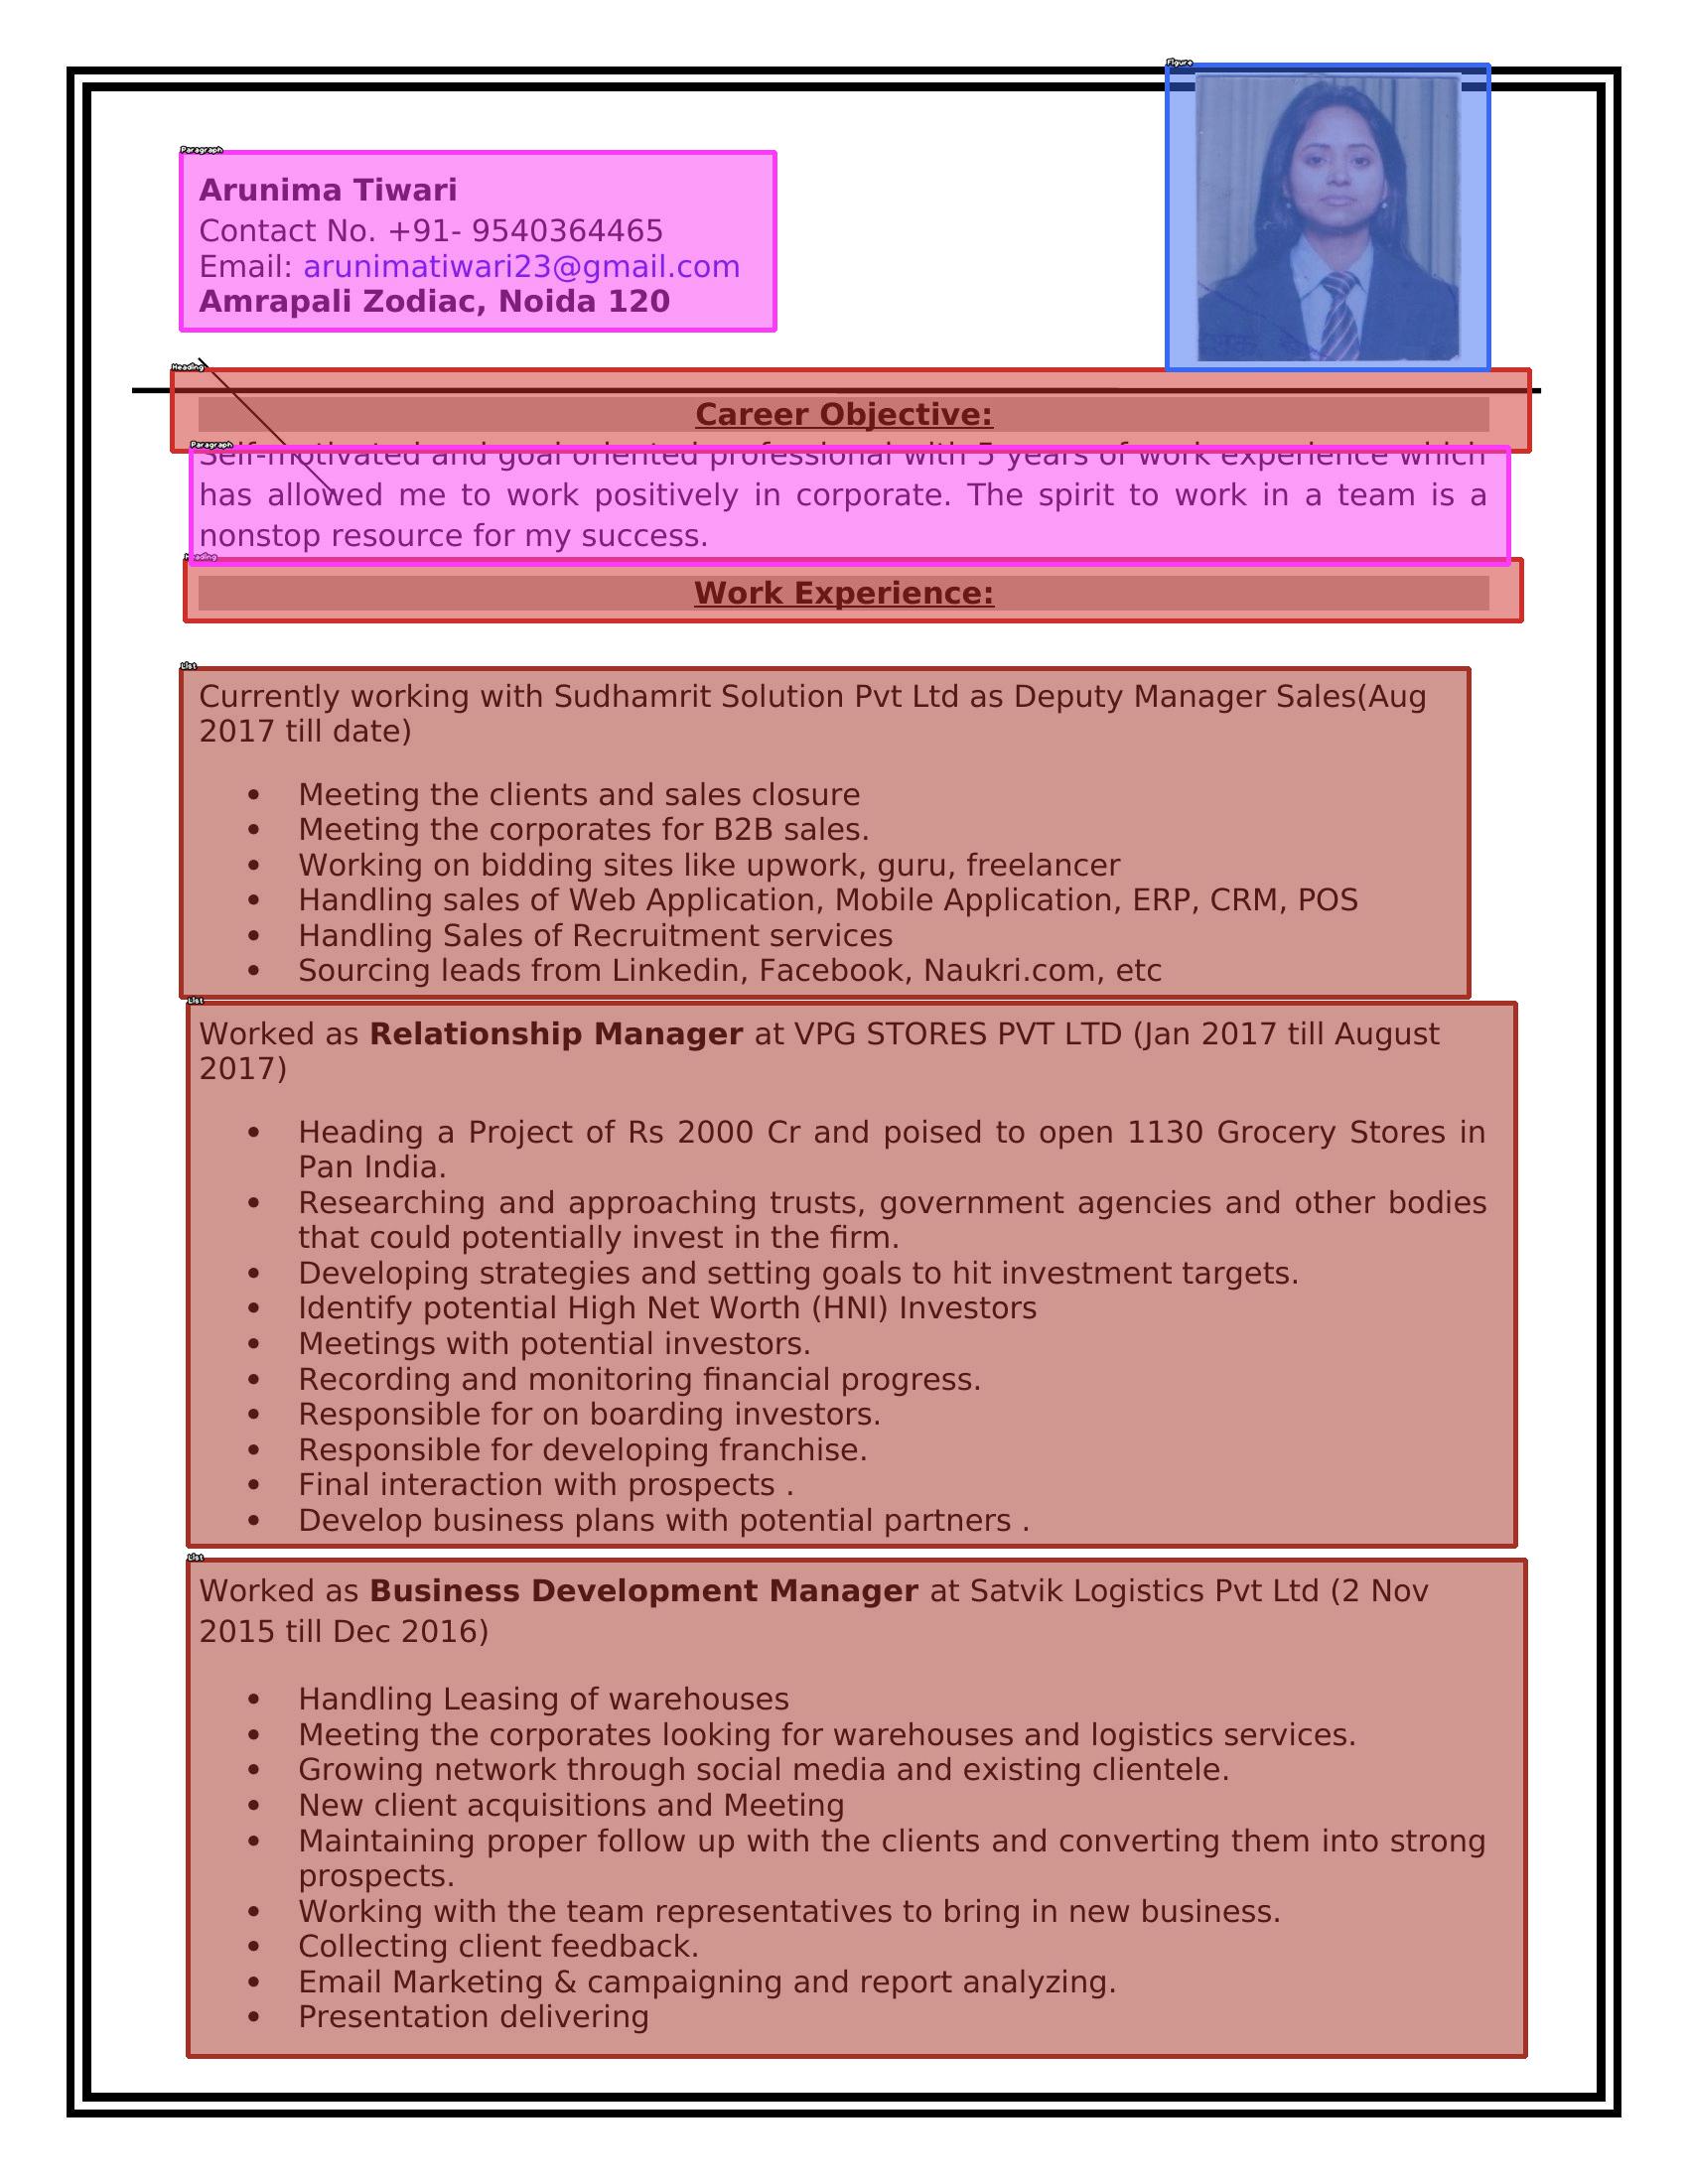 Figure
Paragraph
Arunima Tiwari
Contact No. +91- 9540364465
Email: arunimatiwari23@gmail.com
Amrapali Zodiac, Noida 120
Heading
Career Objective:
Paragraph
Self-motivated and goal oriented professional with 5 years of work experience which
has allowed me to work positively in corporate. The spirit to work in a team is a
nonstop resource for my success.
Heading
Work Experience:
List
Currently working with Sudhamrit Solution Pvt Ltd as Deputy Manager Sales(Aug
2017 till date)
• Meeting the clients and sales closure
• Meeting the corporates for B2B sales.
• Working on bidding sites like upwork, guru, freelancer
• Handling sales of Web Application, Mobile Application, ERP, CRM, POS
• Handling Sales of Recruitment services
• Sourcing leads from Linkedin, Facebook, Naukri.com, etc
List
Worked as Relationship Manager at VPG STORES PVT LTD (Jan 2017 till August
2017)
• Heading a Project of Rs 2000 Cr and poised to open 1130 Grocery Stores in
Pan India.
• Researching and approaching trusts, government agencies and other bodies
that could potentially invest in the firm.
• Developing strategies and setting goals to hit investment targets.
• Identify potential High Net Worth (HNI) Investors
• Meetings with potential investors.
• Recording and monitoring financial progress.
• Responsible for on boarding investors.
• Responsible for developing franchise.
• Final interaction with prospects .
• Develop business plans with potential partners .
List
Worked as Business Development Manager at Satvik Logistics Pvt Ltd (2 Nov
2015 till Dec 2016)
• Handling Leasing of warehouses
• Meeting the corporates looking for warehouses and logistics services.
• Growing network through social media and existing clientele.
• New client acquisitions and Meeting
• Maintaining proper follow up with the clients and converting them into strong
prospects.
• Working with the team representatives to bring in new business.
• Collecting client feedback.
• Email Marketing & campaigning and report analyzing.
• Presentation delivering